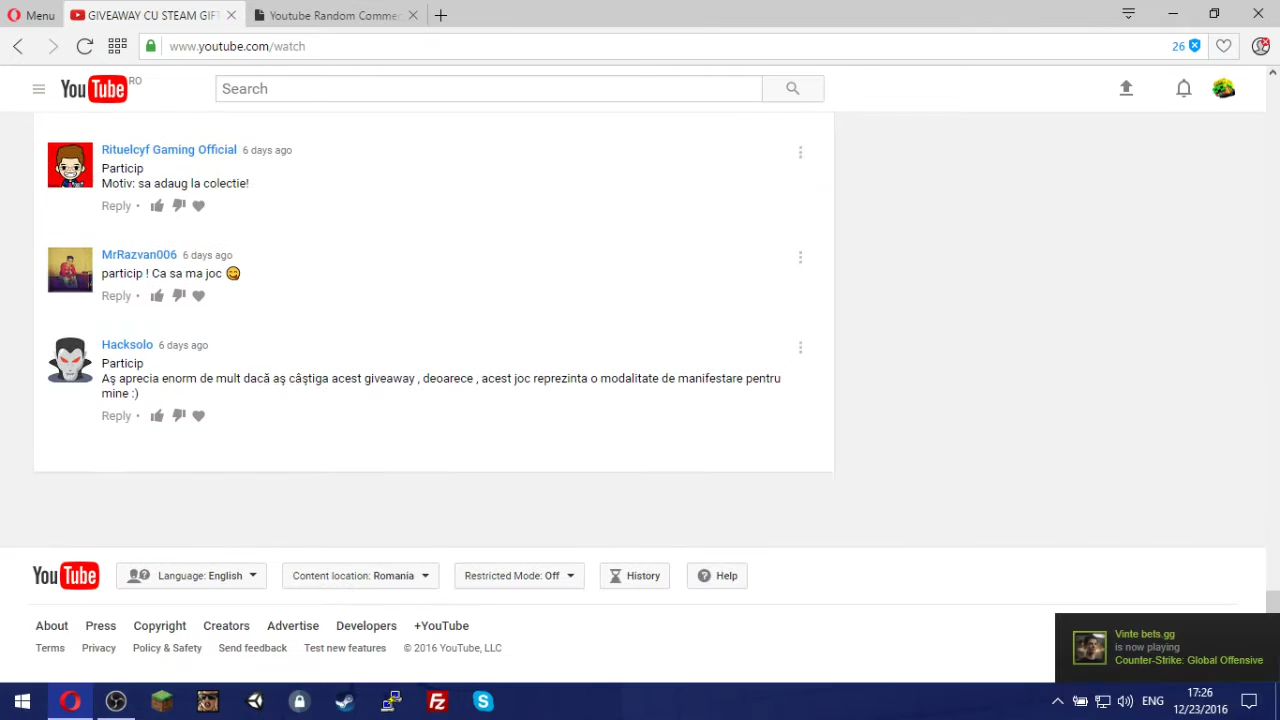 Menu
GIVEAWAY CU STEAM GIFT
Youtube Random Comme
www.youtube.com/watch
26
YouTube RO
Search
Rituelcyf Gaming Official 6 days ago
Particip
Motiv: sa adaug la colectie!
Reply •
MrRazvan006 6 days ago
particip ! Ca sa ma joc 😋
Reply •
Hacksolo 6 days ago
Particip
Aş aprecia enorm de mult dacă aş câştiga acest giveaway , deoarece , acest joc reprezinta o modalitate de manifestare pentru
mine :)
Reply •
YouTube
Language: English
Content location: Romania
Restricted Mode: Off
History
Help
About Press Copyright Creators Advertise Developers +YouTube
Terms Privacy Policy & Safety Send feedback Test new features © 2016 YouTube, LLC
Vinte bets.gg
is now playing
Counter-Strike: Global Offensive
ENG
17:26
12/23/2016